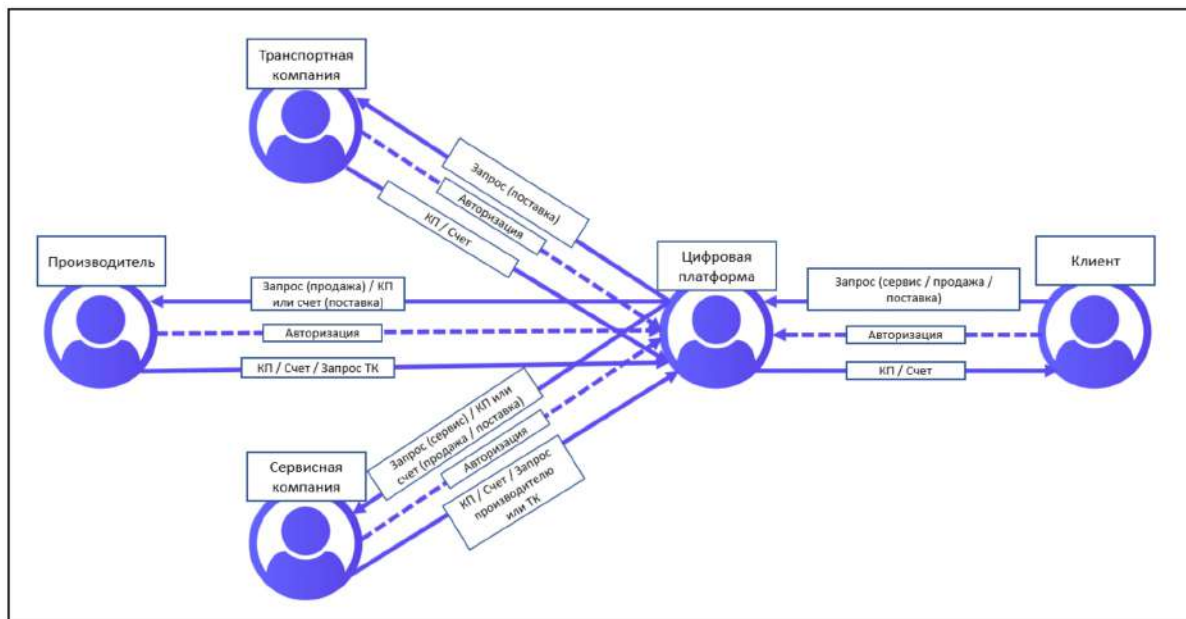 Транспортная
компания
Запрос (поставка)
Авторизация
КП / Счет
Производитель
Цифровая
платформа
Клиент
Запрос (продажа) / КП
или счет (поставка)
Запрос (сервис / продажа /
поставка)
Авторизация
Авторизация
КП / Счет / Запрос ТК
КП / Счет
Запрос (сервис) / КП или
счет (продажа / поставка)
Авторизация
КП / Счет / Запрос
производителю
или ТК
Сервисная
компания